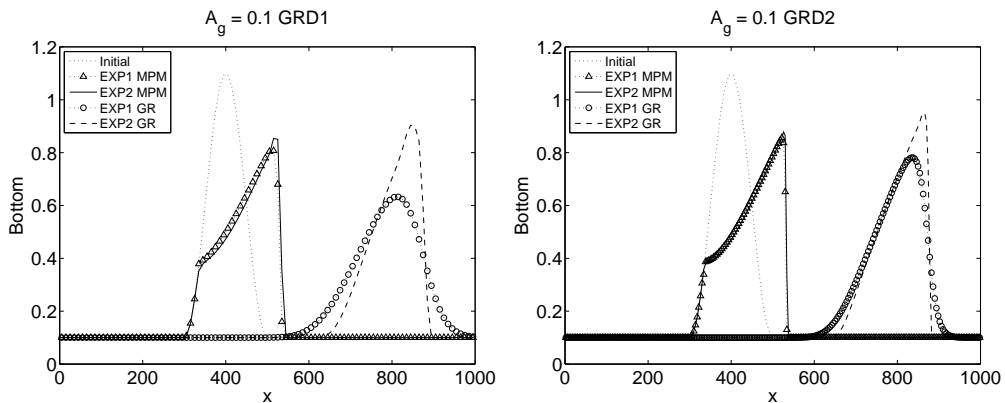 A_g = 0.1 GRD1
1.2
1
0.8
0.6
0.4
0.2
0
Bottom
Initial
EXP1 MPM
EXP2 MPM
EXP1 GR
EXP2 GR
0 200 400 600 800 1000
x
A_g = 0.1 GRD2
1.2
1
0.8
0.6
0.4
0.2
0
Bottom
Initial
EXP1 MPM
EXP2 MPM
EXP1 GR
EXP2 GR
0 200 400 600 800 1000
x